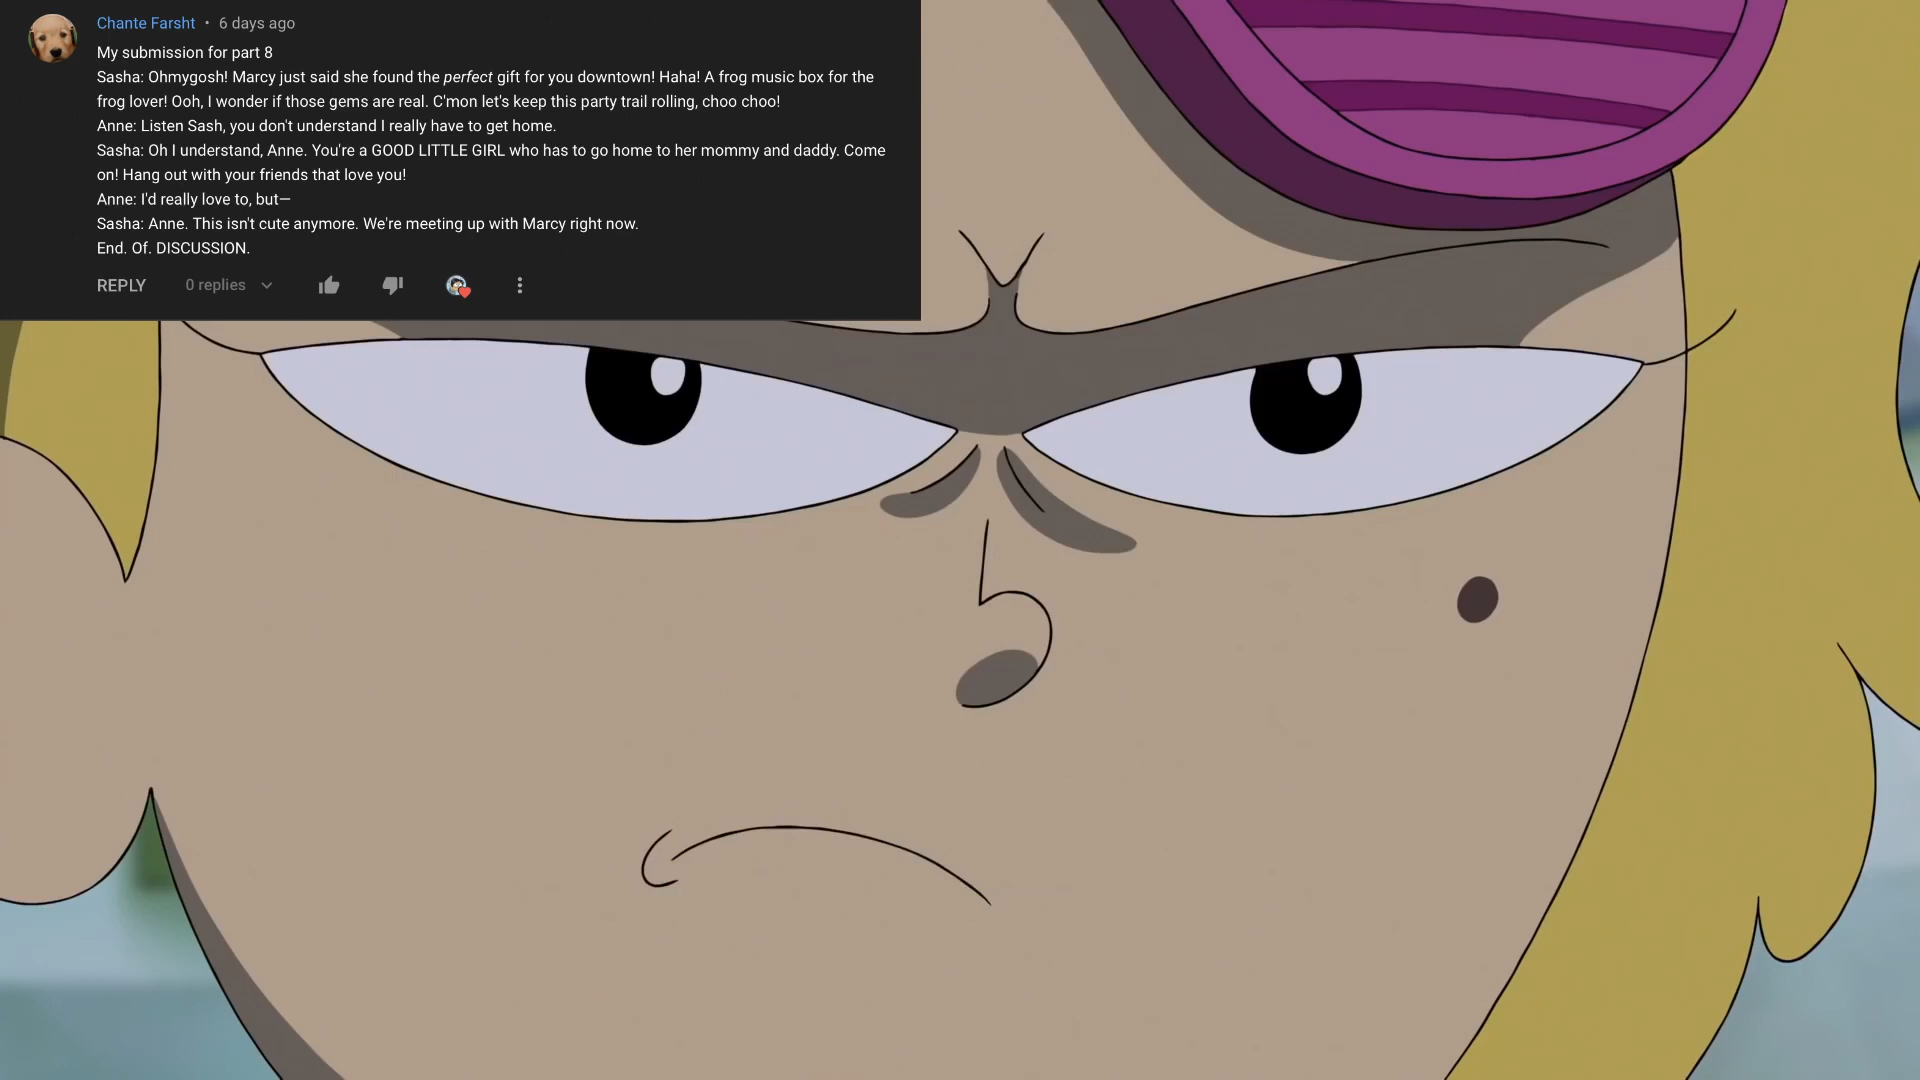 Chante Farsht • 6 days ago
My submission for part 8
Sasha: Ohmygosh! Marcy just said she found the perfect gift for you downtown! Haha! A frog music box for the
frog lover! Ooh, I wonder if those gems are real. C'mon let's keep this party trail rolling, choo choo!
Anne: Listen Sash, you don't understand I really have to get home.
Sasha: Oh I understand, Anne. You're a GOOD LITTLE GIRL who has to go home to her mommy and daddy. Come
on! Hang out with your friends that love you!
Anne: I'd really love to, but—
Sasha: Anne. This isn't cute anymore. We're meeting up with Marcy right now.
End. Of. DISCUSSION.
REPLY 0 replies